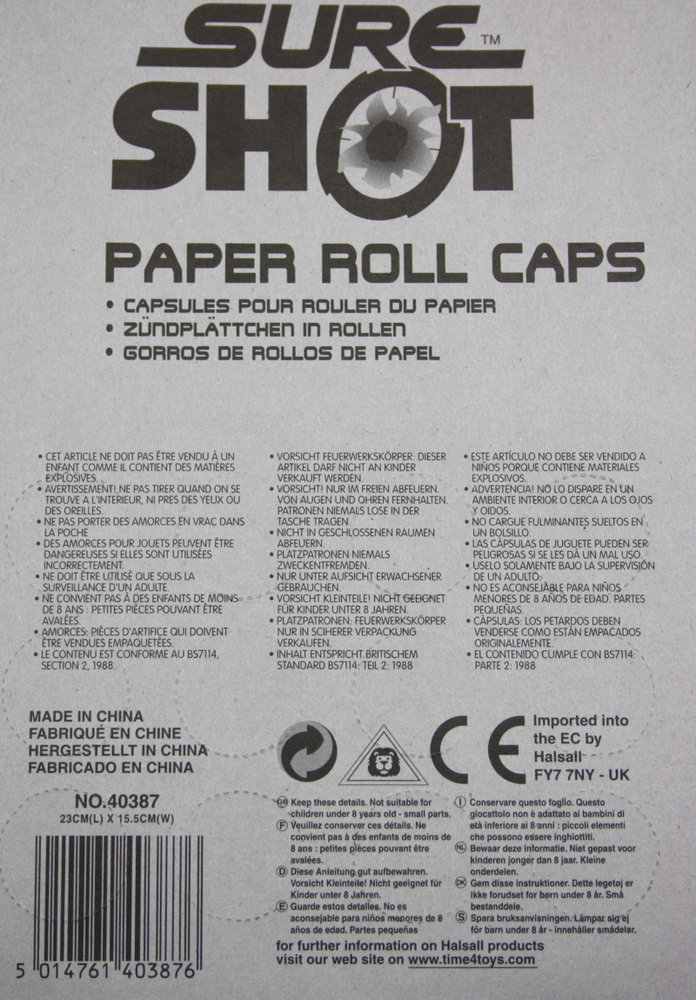 SURE TM
SHOT
PAPER ROLL CAPS
• CAPSULES POUR ROULER DU PAPIER
• ZÜNDPLÄTTCHEN IN ROLLEN
• GORROS DE ROLLOS DE PAPEL
• CET ARTICLE NE DOIT PAS ÊTRE VENDU À UN
ENFANT COMME IL CONTIENT DES MATIÈRES
EXPLOSIVES.
• AVERTISSEMENT! NE PAS TIRER QUAND ON SE
TROUVE A L'INTERIEUR, NI PRES DES YEUX OU
DES OREILLES.
• NE PAS PORTER DES AMORCES EN VRAC DANS
LA POCHE
• DES AMORCES POUR JOUETS PEUVENT ÊTRE
DANGEREUSES SI ELLES SONT UTILISÉES
INCORRECTEMENT.
• NE DOIT ÊTRE UTILISÉ QUE SOUS LA
SURVEILLANCE D'UN ADULTE.
• NE CONVIENT PAS À DES ENFANTS DE MOINS
DE 8 ANS : PETITES PIÈCES POUVANT ÊTRE
AVALÉES.
• AMORCES: PIÈCES D'ARTIFICE QUI DOIVENT
ÊTRE VENDUES EMPAQUETÉES.
• LE CONTENU EST CONFORME AU BS7114,
SECTION 2, 1988.
• VORSICHT FEUERWERKSKÖRPER: DIESER
ARTIKEL DARF NICHT AN KINDER
VERKAUFT WERDEN.
• VORSICHT! NUR IM FREIEN ABFEUERN.
VON AUGEN UND OHREN FERNHALTEN.
PATRONEN NIEMALS LOSE IN DER
TASCHE TRAGEN.
• NICHT IN GESCHLOSSENEN RAUMEN
ABFEUERN.
• PLATZPATRONEN NIEMALS
ZWECKENTFREMDEN.
• NUR UNTER AUFSICHT ERWACHSENER
GEBRAUCHEN.
• VORSICHT KLEINTEILE! NICHT GEEIGNET
FÜR KINDER UNTER 8 JAHREN.
• PLATZPATRONEN: FEUERWERKSKÖRPER
NUR IN SCIHERER VERPACKUNG
VERKAUFEN.
• INHALT ENTSPRICHT BRITISCHEM
STANDARD BS7114: TEIL 2: 1988
• ESTE ARTÍCULO NO DEBE SER VENDIDO A
NIÑOS PORQUE CONTIENE MATERIALES
EXPLOSIVOS.
• ADVERTENCIA! NO LO DISPARE EN UN
AMBIENTE INTERIOR O CERCA A LOS OJOS
Y OIDOS.
• NO CARGUE FULMINANTES SUELTOS EN
UN BOLSILLO.
• LAS CÁPSULAS DE JUGUETE PUEDEN SER
PELIGROSAS SI SE LES DÁ UN MAL USO.
• USELO SOLAMENTE BAJO LA SUPERVISIÓN
DE UN ADULTO.
• NO ES ACONSEJABLE PARA NIÑOS
MENORES DE 8 AÑOS DE EDAD. PARTES
PEQUEÑAS.
• CÁPSULAS: LOS PETARDOS DEBEN
VENDERSE COMO ESTÁN EMPACADOS
ORIGINALEMENTE.
• EL CONTENIDO CUMPLE CON BS7114:
PARTE 2: 1988
MADE IN CHINA
FABRIQUÉ EN CHINE
HERGESTELLT IN CHINA
FABRICADO EN CHINA
NO.40387
23CM(L) X 15.5CM(W)
5 014761 403876
CE
Imported into
the EC by
Halsall
FY7 7NY - UK
GB Keep these details. Not suitable for
children under 8 years old - small parts.
F Veuillez conserver ces détails. Ne
convient pas à des enfants de moins de
8 ans : petites pièces pouvant être
avalées.
D Diese Anleitung gut aufbewahren.
Vorsicht Kleinteile! Nicht geeignet für
Kinder unter 8 Jahren.
E Guarde estos detalles. No es
aconsejable para niños menores de 8
años de edad. Partes pequeñas
I Conservare questo foglio. Questo
giocattolo non è adattato ai bambini di
età inferiore ai 8 anni : piccoli elementi
che possono essere inghiottiti.
NL Bewaar deze informatie. Niet gepast voor
kinderen jonger dan 8 jaar. Kleine
onderdelen.
DK Gem disse instruktioner. Dette legetøj er
ikke forudset for børn under 8 år. Små
bestanddele.
S Spara bruksanvisningen. Lämpar sig ej
för barn under 8 år - innehåller smådelar.
for further information on Halsall products
visit our web site on www.time4toys.com